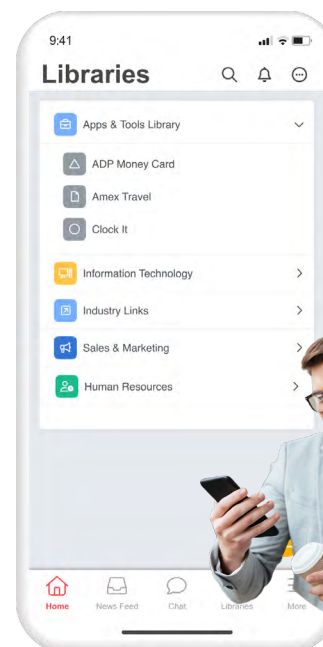 9:41
Libraries
Apps & Tools Library
ADP Money Card
Amex Travel
Clock It
Information Technology
Industry Links
Sales & Marketing
Human Resources
Home
News Feed
Chat
Libraries
More